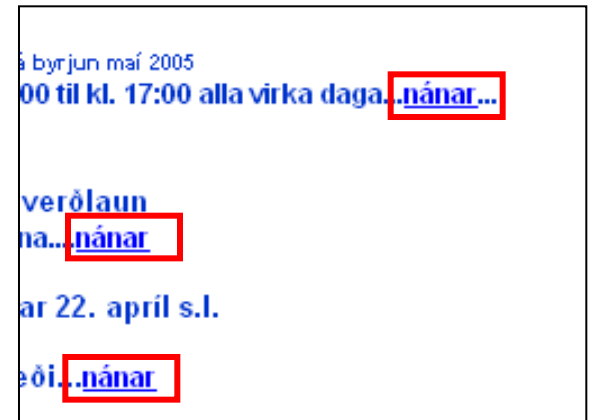 á byrjun maí 2005
00 til kl. 17:00 alla virka daga...nánar...
verðlaun
na....nánar
ar 22. apríl s.l.
eði...nánar